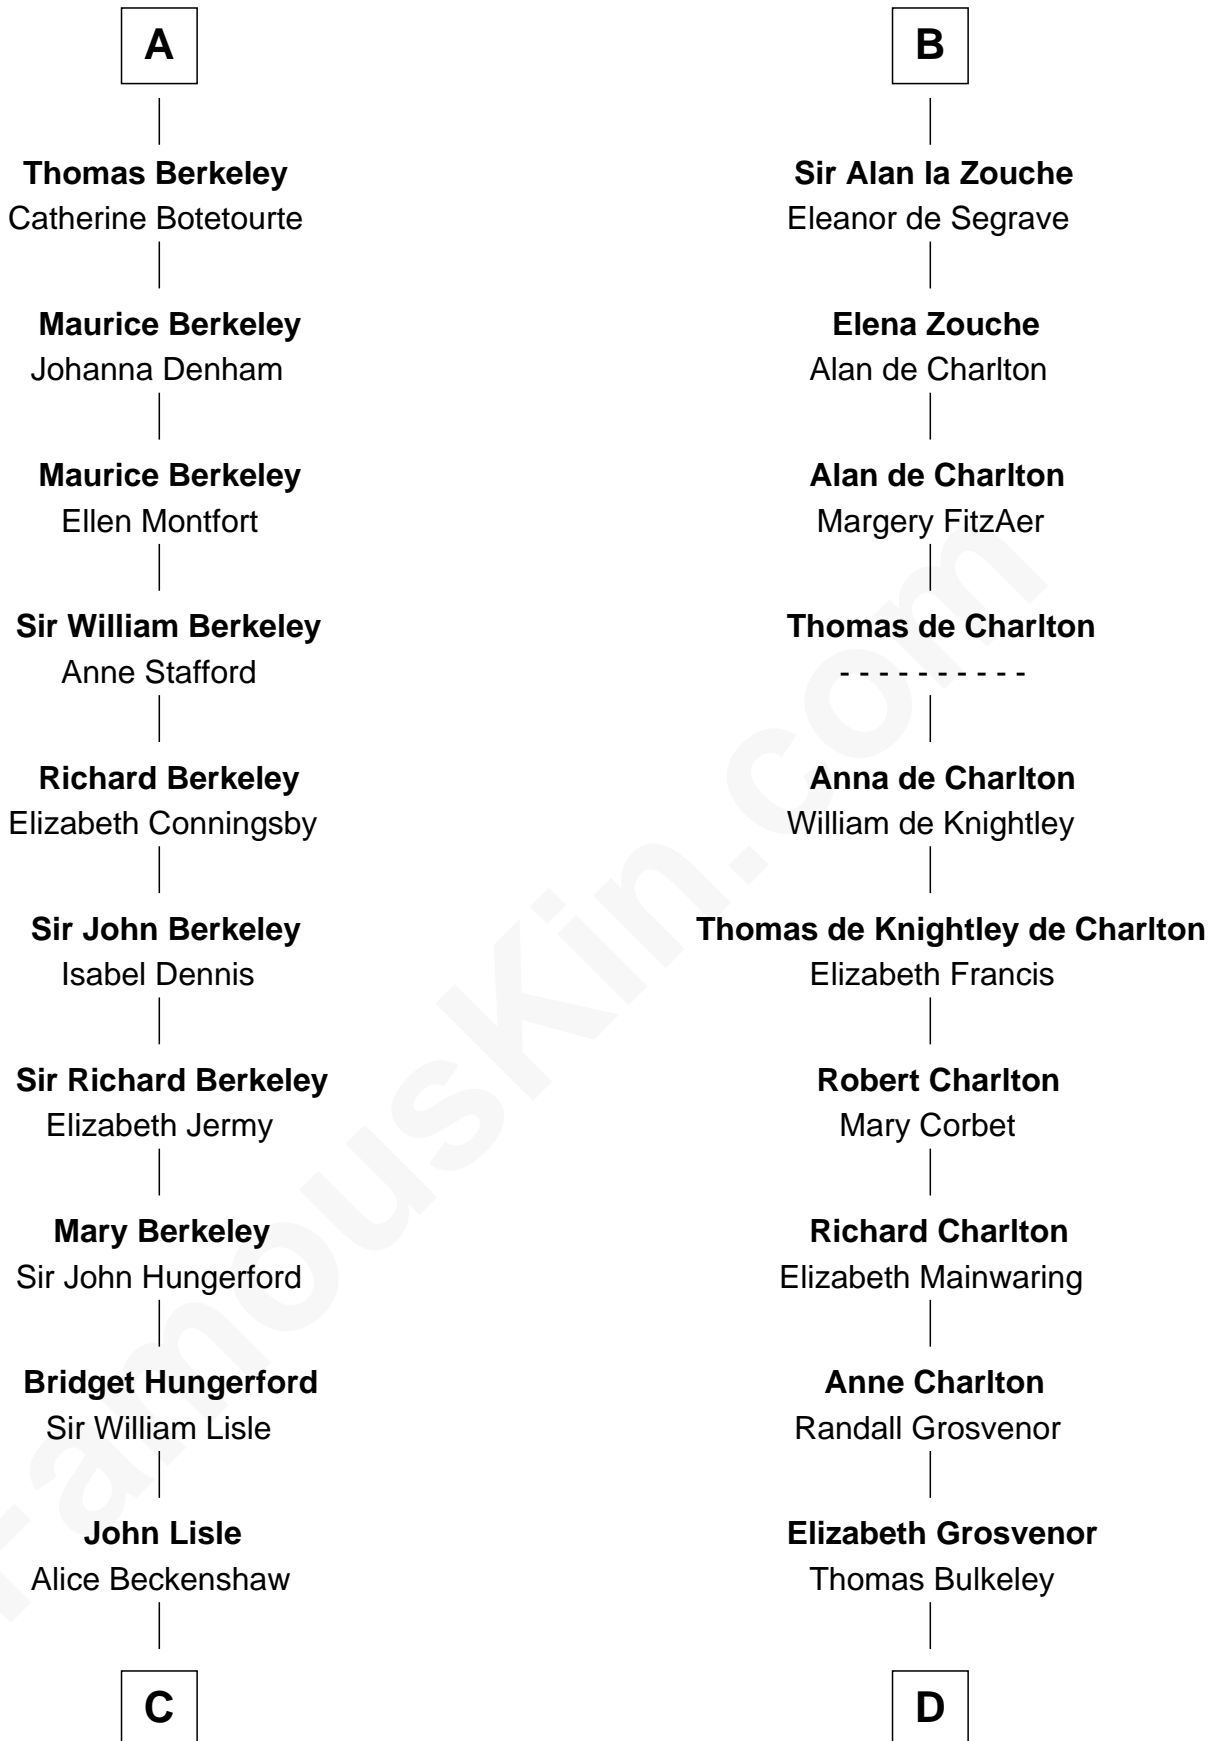 A
Thomas Berkeley
Catherine Botetourte
Maurice Berkeley
Johanna Denham
Maurice Berkeley
Ellen Montfort
Sir William Berkeley
Anne Stafford
Richard Berkeley
Elizabeth Conningsby
Sir John Berkeley
Isabel Dennis
Sir Richard Berkeley
Elizabeth Jermy
Mary Berkeley
Sir John Hungerford
Bridget Hungerford
Sir William Lisle
John Lisle
Alice Beckenshaw
C
B
Sir Alan la Zouche
Eleanor de Segrave
Elena Zouche
Alan de Charlton
Alan de Charlton
Margery FitzAer
Thomas de Charlton
- - - - - - - - - -
Anna de Charlton
William de Knightley
Thomas de Knightley de Charlton
Elizabeth Francis
Robert Charlton
Mary Corbet
Richard Charlton
Elizabeth Mainwaring
Anne Charlton
Randall Grosvenor
Elizabeth Grosvenor
Thomas Bulkeley
D
FamousKin.com